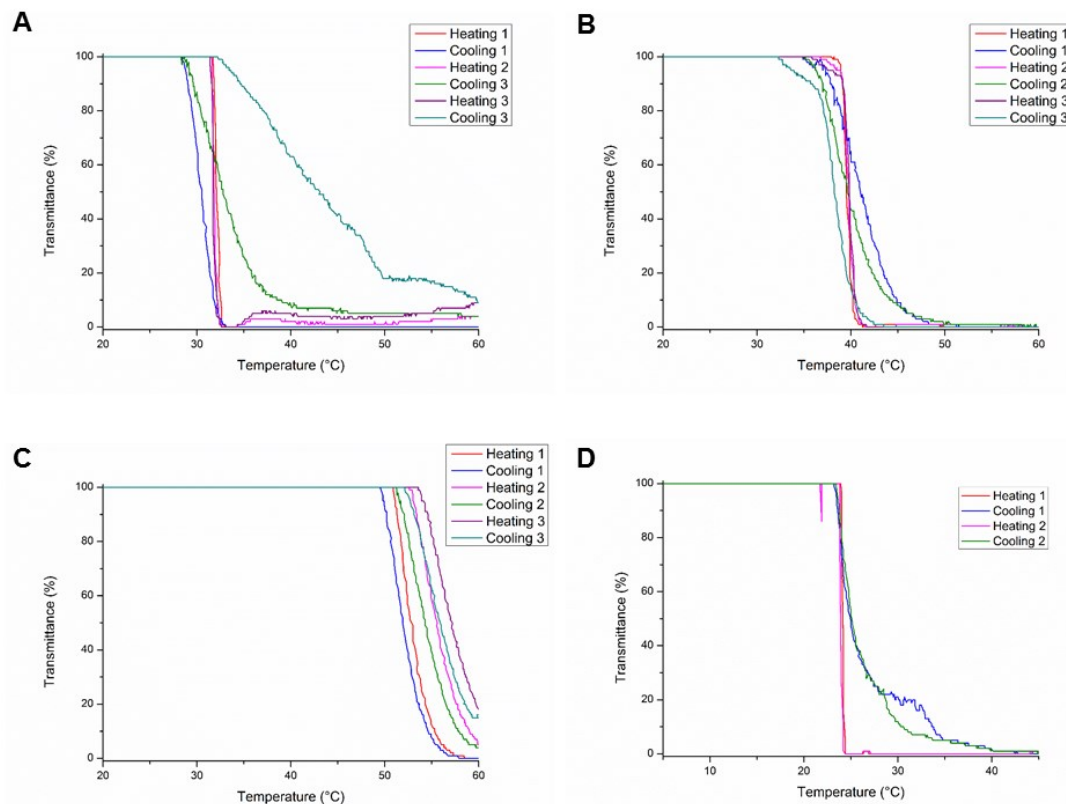 A
Heating 1
Cooling 1
Heating 2
Cooling 3
Heating 3
Cooling 3
100
80
60
40
20
0
Transmittance (%)
20 30 40 50 60
Temperature (°C)
B
Heating 1
Cooling 1
Heating 2
Cooling 2
Heating 3
Cooling 3
100
80
60
40
20
0
Transmittance (%)
20 30 40 50 60
Temperature (°C)
C
Heating 1
Cooling 1
Heating 2
Cooling 2
Heating 3
Cooling 3
100
80
60
40
20
0
Transmittance (%)
20 30 40 50 60
Temperature (°C)
D
Heating 1
Cooling 1
Heating 2
Cooling 2
100
80
60
40
20
0
Transmittance (%)
10 20 30 40
Temperature (°C)